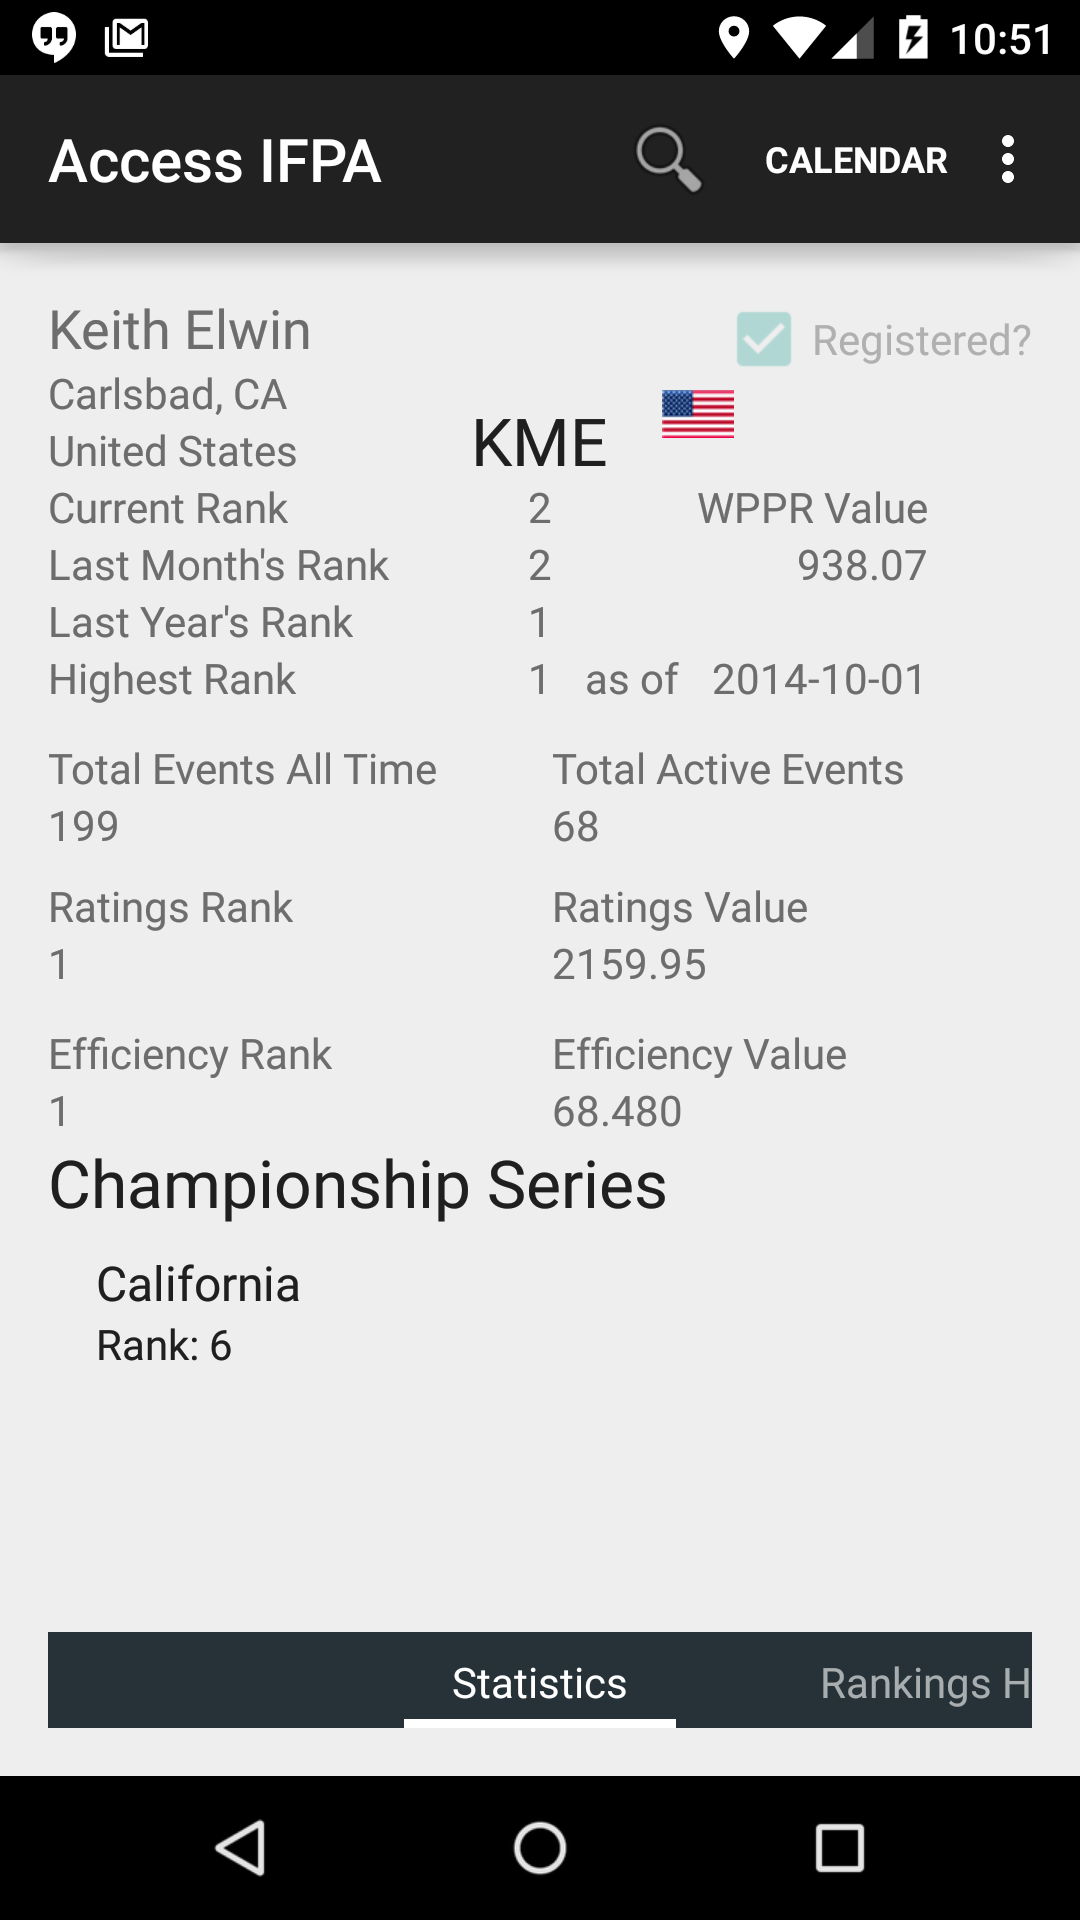 10:51
Access IFPA CALENDAR
Keith Elwin Registered?
Carlsbad, CA
United States KME
Current Rank 2 WPPR Value
Last Month's Rank 2 938.07
Last Year's Rank 1
Highest Rank 1 as of 2014-10-01
Total Events All Time Total Active Events
199 68
Ratings Rank Ratings Value
1 2159.95
Efficiency Rank Efficiency Value
1 68.480
Championship Series
California
Rank: 6
Statistics Rankings H